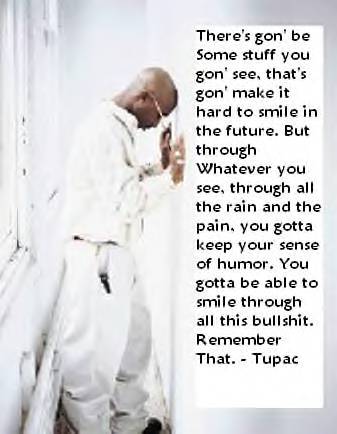 There's gon' be
Some stuff you
gon' see, that's
gon' make it
hard to smile in
the future. But
through
Whatever you
see, through all
the rain and the
pain, you gotta
keep your sense
of humor. You
gotta be able to
smile through
all this bullshit.
Remember
That. - Tupac